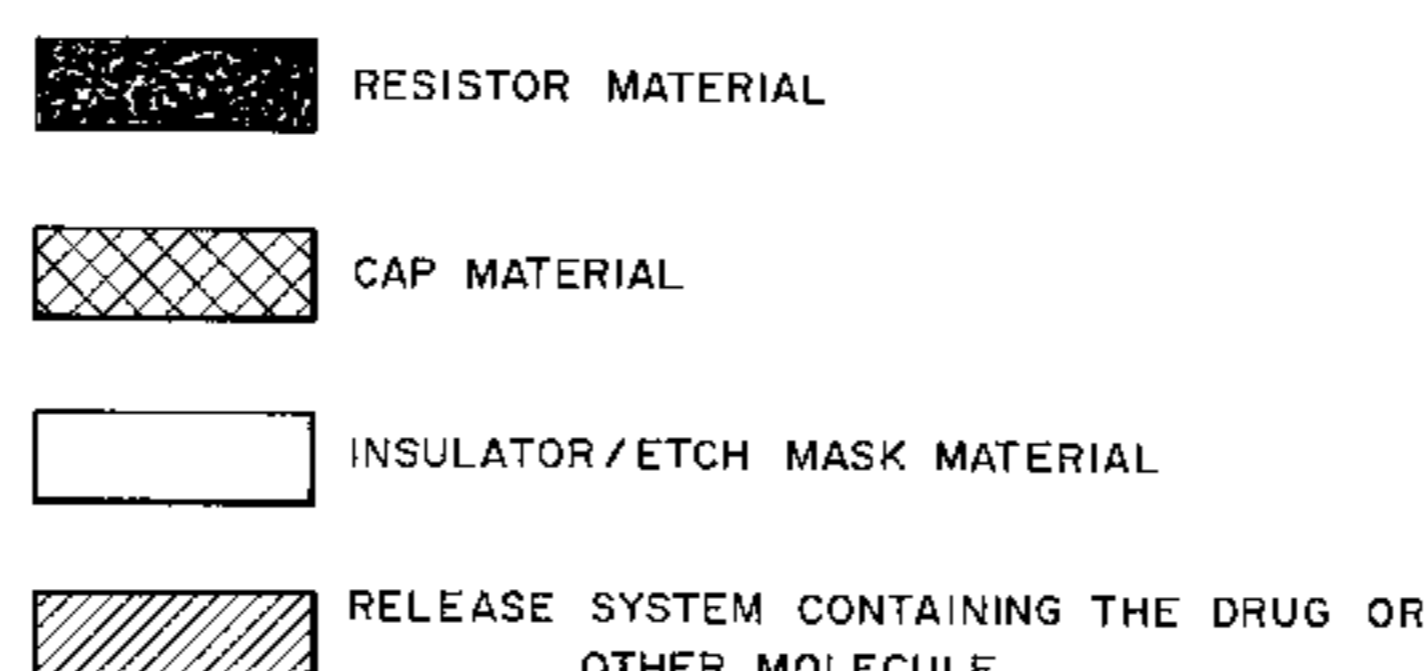 RESISTOR MATERIAL
CAP MATERIAL
INSULATOR/ETCH MASK MATERIAL
RELEASE SYSTEM CONTAINING THE DRUG OR
OTHER MOLECULE